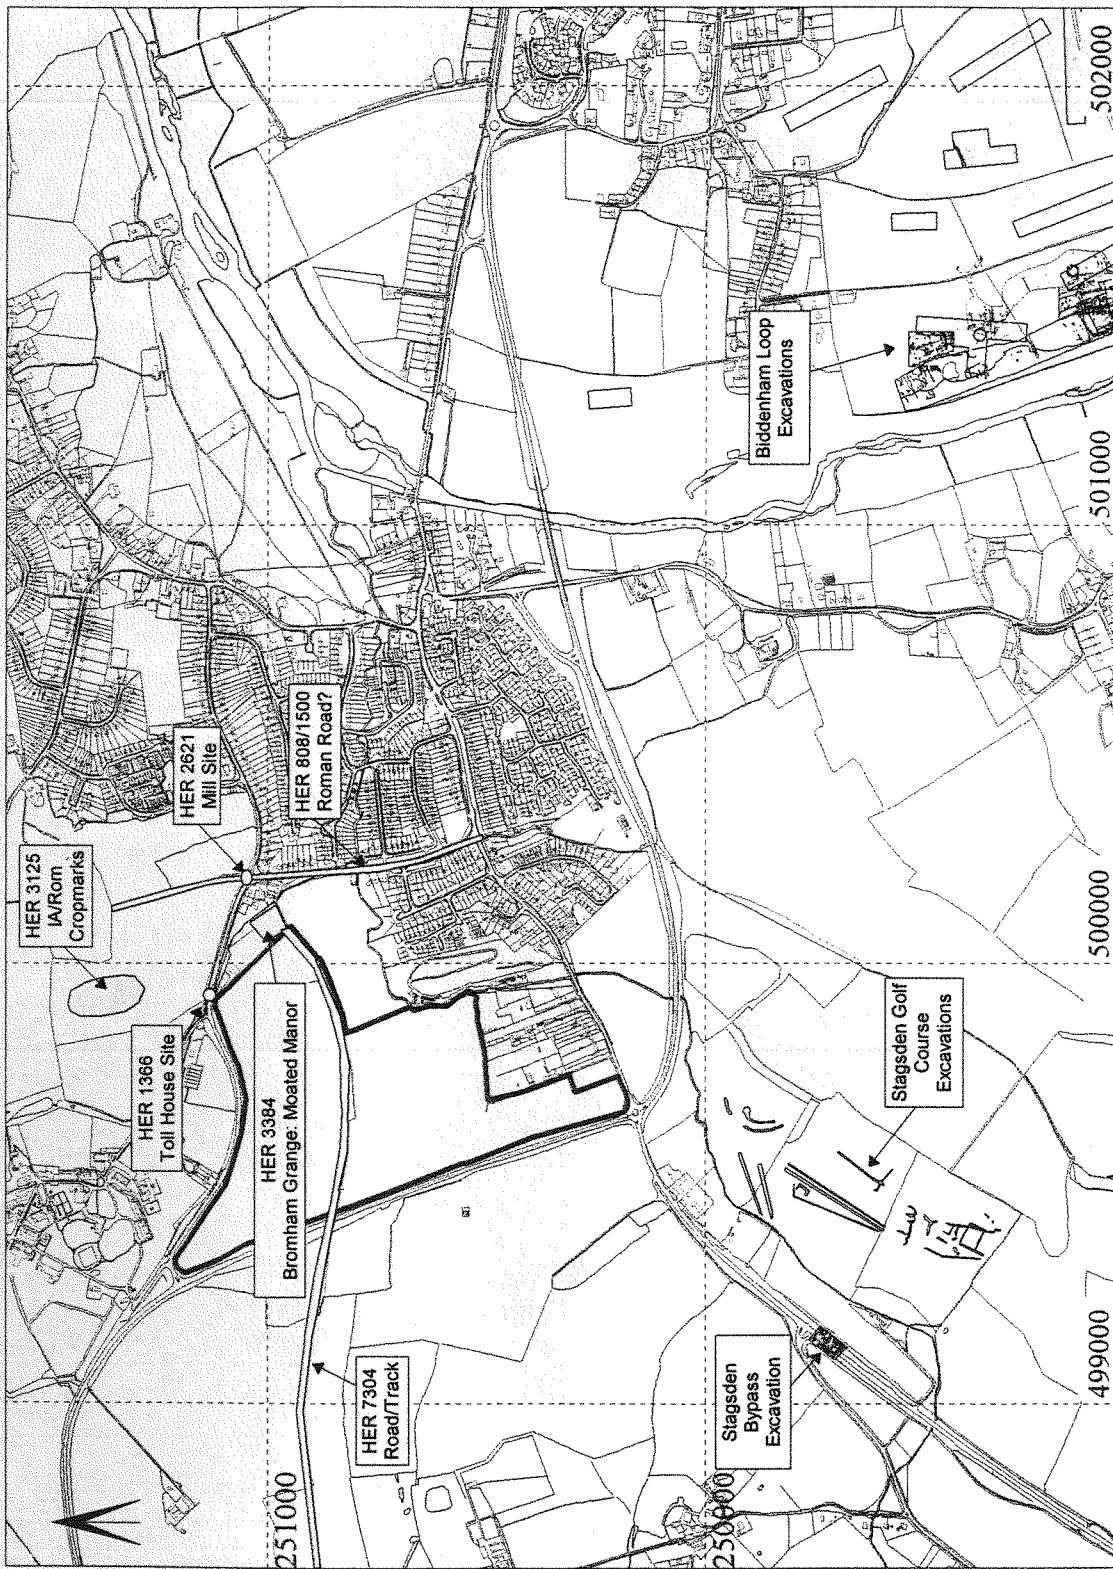 HER 3125
IA/Rom
Cropmarks
HER 2621
Mill Site
HER 808/1500
Roman Road?
HER 1366
Toll House Site
HER 3384
Bromham Grange: Moated Manor
HER 7304
Road/Track
Biddenham Loop
Excavations
Stagsden Golf
Course
Excavations
Stagsden
Bypass
Excavation
251000
250000
499000
500000
501000
502000